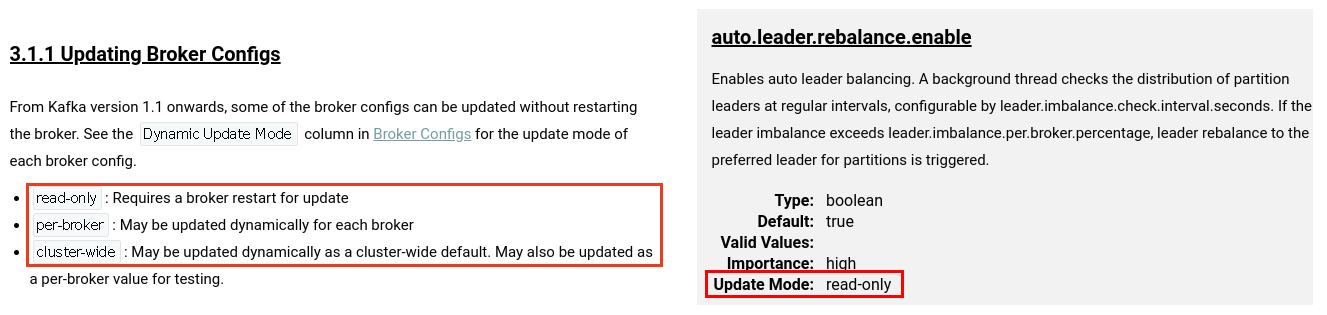 3.1.1 Updating Broker Configs
From Kafka version 1.1 onwards, some of the broker configs can be updated without restarting
the broker. See the Dynamic Update Mode column in Broker Configs for the update mode of
each broker config.
read-only : Requires a broker restart for update
per-broker : May be updated dynamically for each broker
cluster-wide : May be updated dynamically as a cluster-wide default. May also be updated as
a per-broker value for testing.
auto.leader.rebalance.enable
Enables auto leader balancing. A background thread checks the distribution of partition
leaders at regular intervals, configurable by leader.imbalance.check.interval.seconds. If the
leader imbalance exceeds leader.imbalance.per.broker.percentage, leader rebalance to the
preferred leader for partitions is triggered.
Type: boolean
Default: true
Valid Values:
Importance: high
Update Mode: read-only